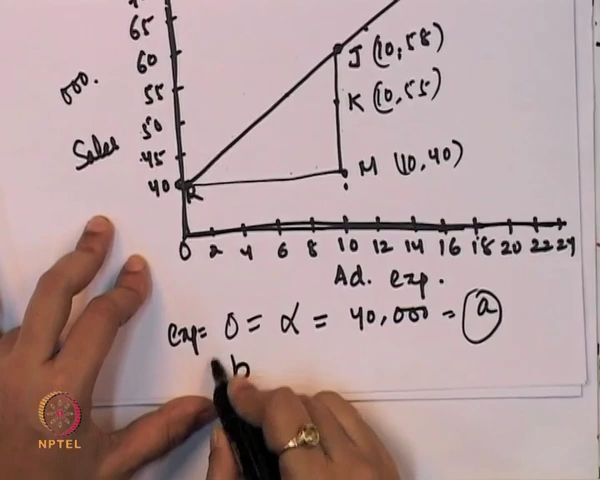 65
60
J (10, 58)
000.
55
K (10, 55)
50
Sales
45
M (10, 40)
40
R
0 2 4 6 8 10 12 14 16 18 20 22 24
Ad. exp.
exp = 0 = α = 40,000 = a
b
NPTEL